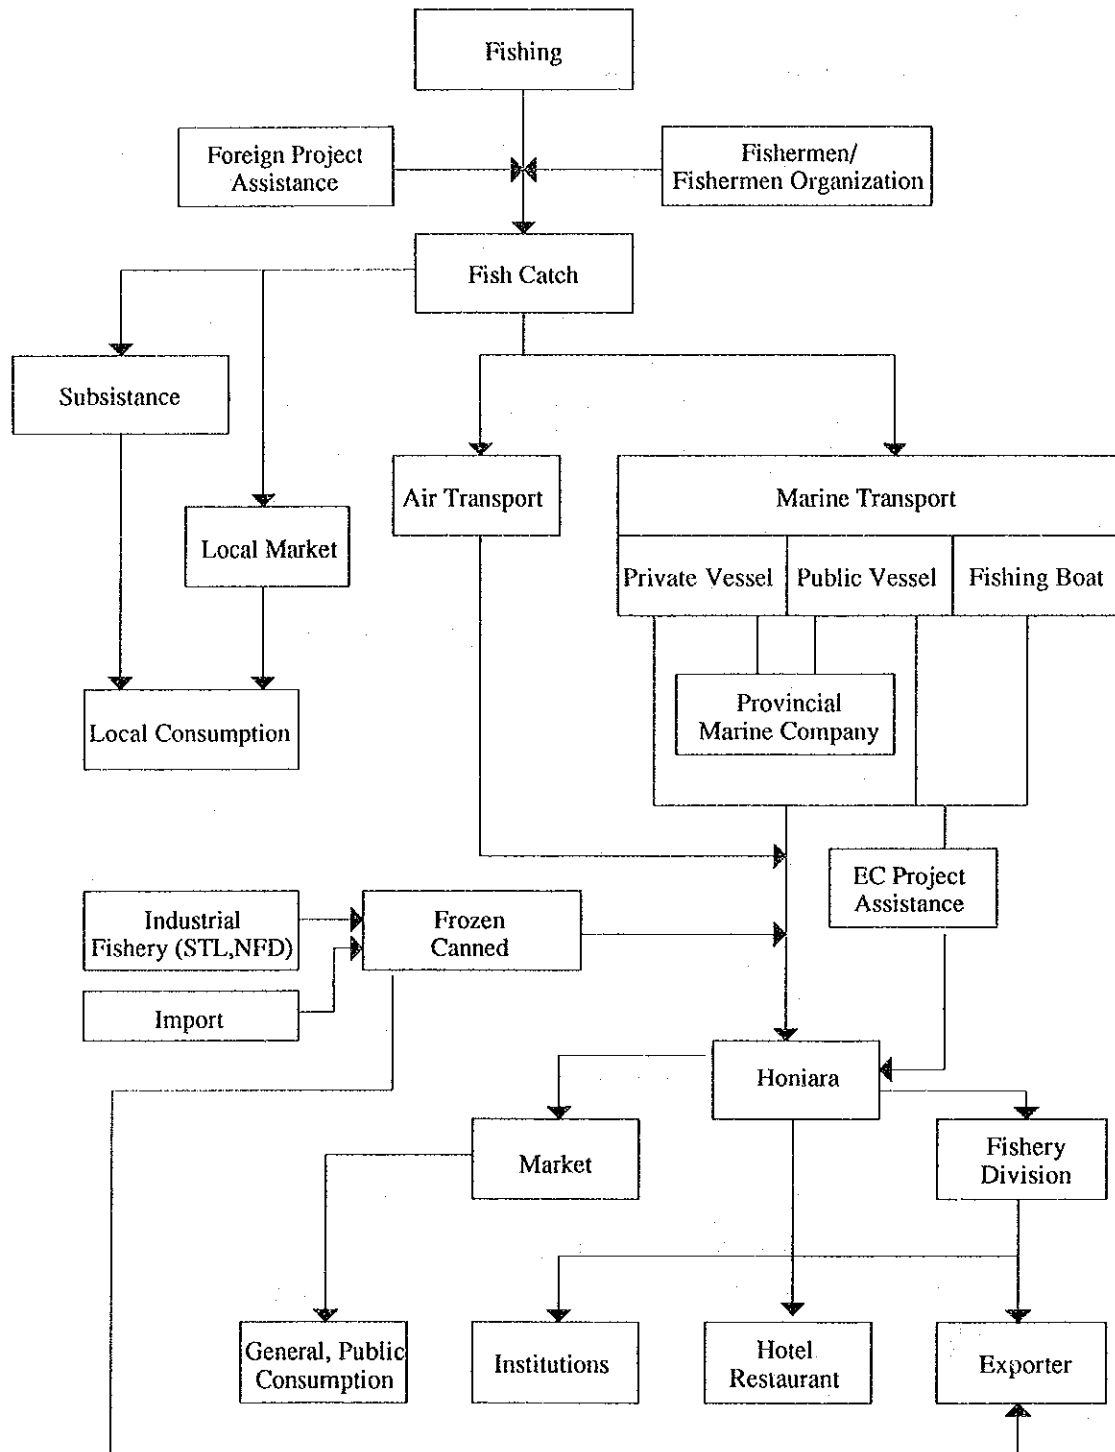 Fishing
Foreign Project
Assistance
Fishermen/
Fishermen Organization
Fish Catch
Subsistance
Air Transport
Marine Transport
Local Market
Private Vessel
Public Vessel
Fishing Boat
Provincial
Marine Company
Local Consumption
EC Project
Assistance
Industrial
Fishery (STL,NFD)
Frozen
Canned
Import
Honiara
Market
Fishery
Division
General, Public
Consumption
Institutions
Hotel
Restaurant
Exporter